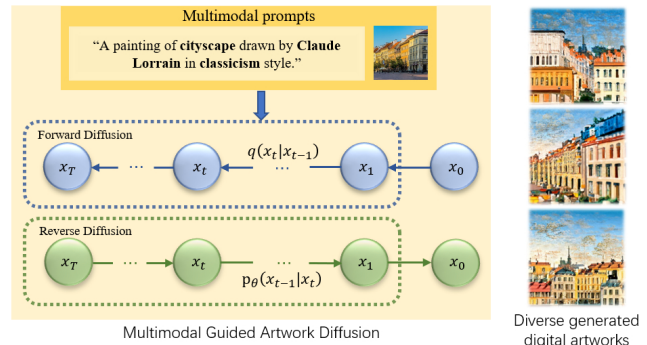 Multimodal prompts
“A painting of cityscape drawn by Claude
Lorrain in classicism style.”
Forward Diffusion
x_T ... x_t q(x_t|x_{t-1}) ... x_1 x_0
Reverse Diffusion
x_T ... x_t ... x_1 x_0
p_θ(x_{t-1}|x_t)
Multimodal Guided Artwork Diffusion
Diverse generated
digital artworks